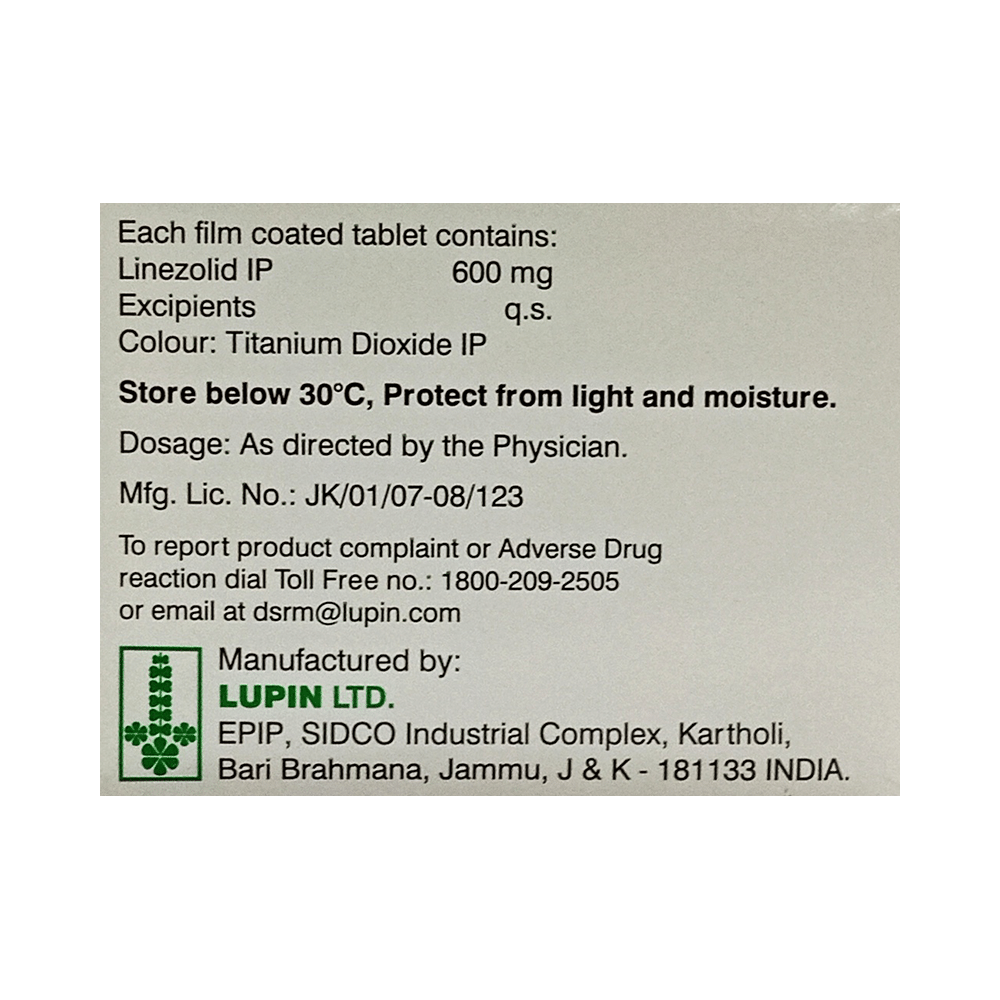 Each film coated tablet contains:
Linezolid IP 600 mg
Excipients q.s.
Colour: Titanium Dioxide IP
Store below 30°C, Protect from light and moisture.
Dosage: As directed by the Physician.
Mfg. Lic. No.: JK/01/07-08/123
To report product complaint or Adverse Drug
reaction dial Toll Free no.: 1800-209-2505
or email at dsrm@lupin.com
Manufactured by:
LUPIN LTD.
EPIP, SIDCO Industrial Complex, Kartholi,
Bari Brahmana, Jammu, J & K - 181133 INDIA.